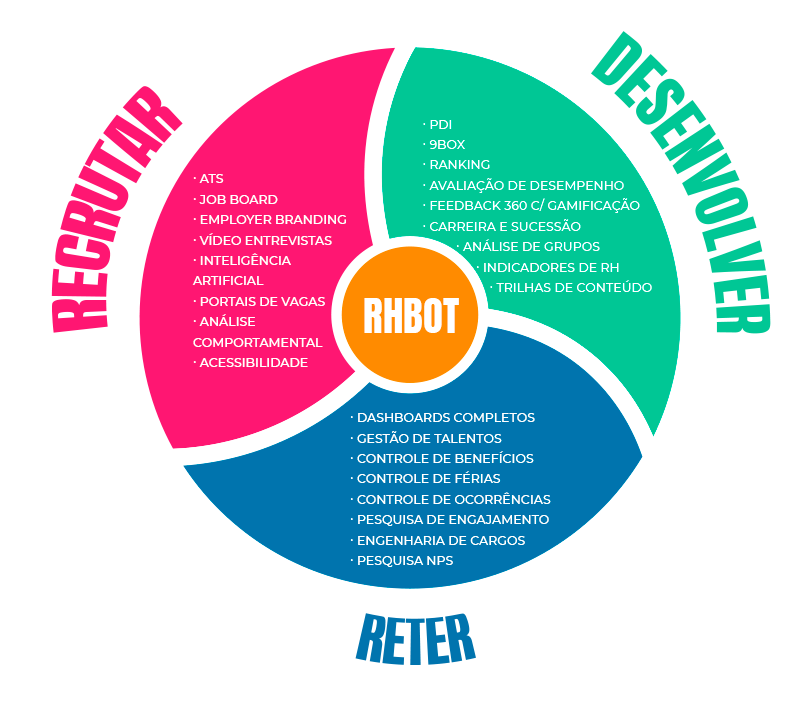 RECRUTAR
· ATS
· JOB BOARD
· EMPLOYER BRANDING
· VÍDEO ENTREVISTAS
· INTELIGÊNCIA
ARTIFICIAL
· PORTAIS DE VAGAS
· ANÁLISE
COMPORTAMENTAL
· ACESSIBILIDADE
DESENVOLVER
· PDI
· 9BOX
· RANKING
· AVALIAÇÃO DE DESEMPENHO
· FEEDBACK 360 C/ GAMIFICAÇÃO
· CARREIRA E SUCESSÃO
· ANÁLISE DE GRUPOS
· INDICADORES DE RH
· TRILHAS DE CONTEÚDO
RHBOT
· DASHBOARDS COMPLETOS
· GESTÃO DE TALENTOS
· CONTROLE DE BENEFÍCIOS
· CONTROLE DE FÉRIAS
· CONTROLE DE OCORRÊNCIAS
· PESQUISA DE ENGAJAMENTO
· ENGENHARIA DE CARGOS
· PESQUISA NPS
RETER